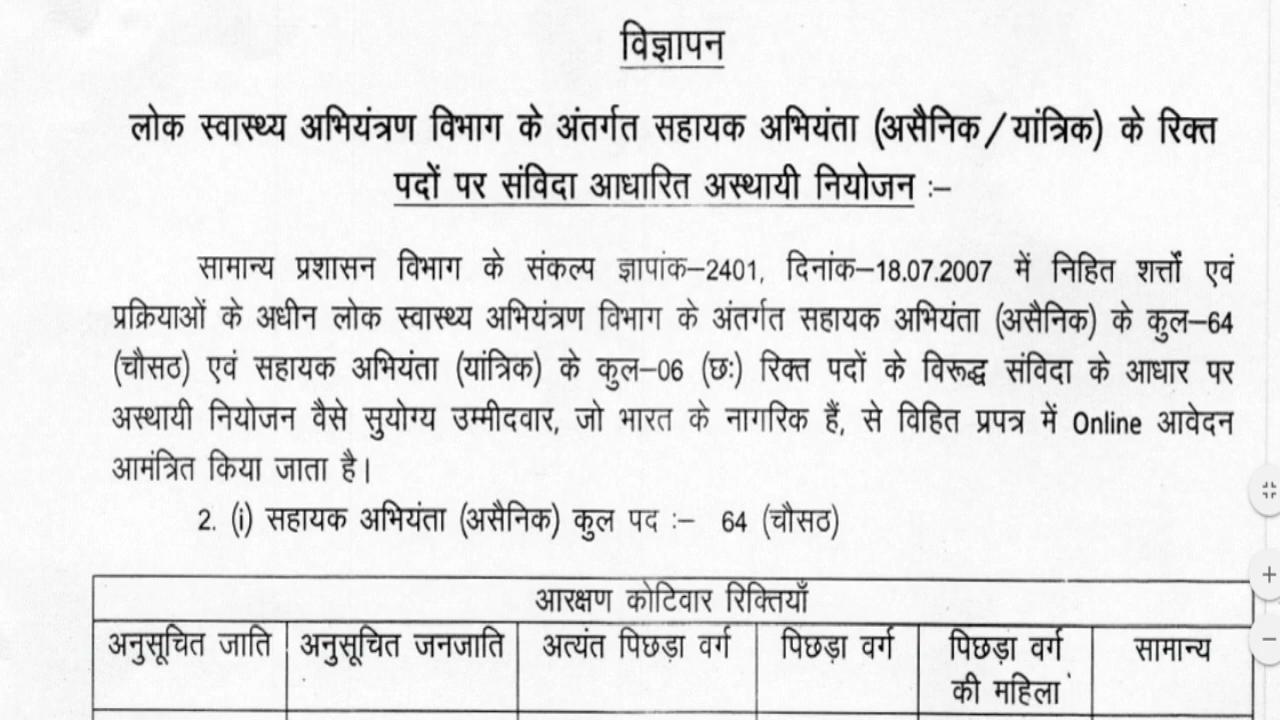 विज्ञापन
लोक स्वास्थ्य अभियंत्रण विभाग के अंतर्गत सहायक अभियंता (असैनिक/यांत्रिक) के रिक्त
पदों पर संविदा आधारित अस्थायी नियोजन :–
सामान्य प्रशासन विभाग के संकल्प ज्ञापांक–2401, दिनांक–18.07.2007 में निहित शर्त्तों एवं
प्रक्रियाओं के अधीन लोक स्वास्थ्य अभियंत्रण विभाग के अंतर्गत सहायक अभियंता (असैनिक) के कुल–64
(चौसठ) एवं सहायक अभियंता (यांत्रिक) के कुल–06 (छः) रिक्त पदों के विरूद्ध संविदा के आधार पर
अस्थायी नियोजन वैसे सुयोग्य उम्मीदवार, जो भारत के नागरिक हैं, से विहित प्रपत्र में Online आवेदन
आमंत्रित किया जाता है।
2. (i) सहायक अभियंता (असैनिक) कुल पद :– 64 (चौसठ)
आरक्षण कोटिवार रिक्तियाँ
अनुसूचित जाति अनुसूचित जनजाति अत्यंत पिछड़ा वर्ग पिछड़ा वर्ग पिछड़ा वर्ग सामान्य
की महिला